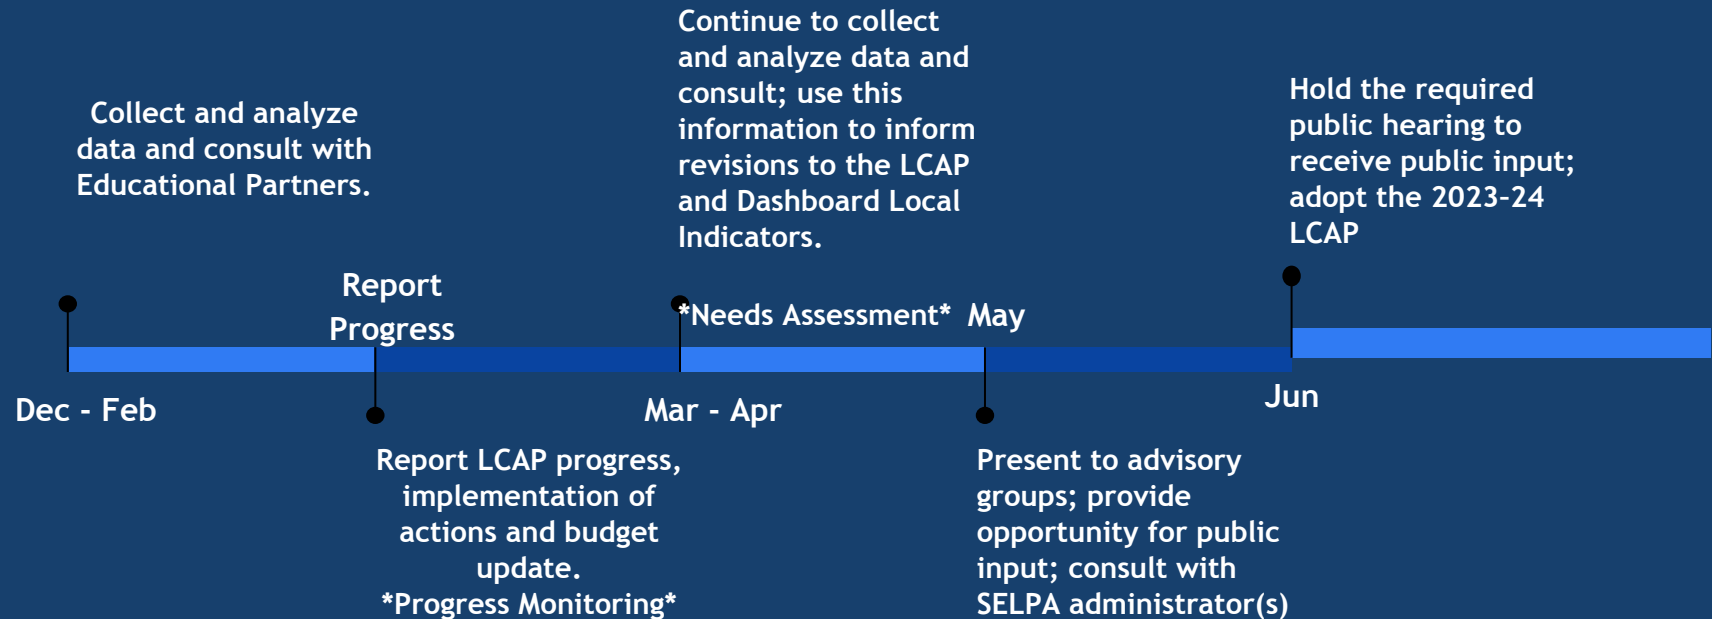 Collect and analyze
data and consult with
Educational Partners.
Dec - Feb
Report
Progress
Report LCAP progress,
implementation of
actions and budget
update.
*Progress Monitoring*
Continue to collect
and analyze data and
consult; use this
information to inform
revisions to the LCAP
and Dashboard Local
Indicators.
*Needs Assessment*
Mar - Apr
May
Present to advisory
groups; provide
opportunity for public
input; consult with
SELPA administrator(s)
Hold the required
public hearing to
receive public input;
adopt the 2023-24
LCAP
Jun